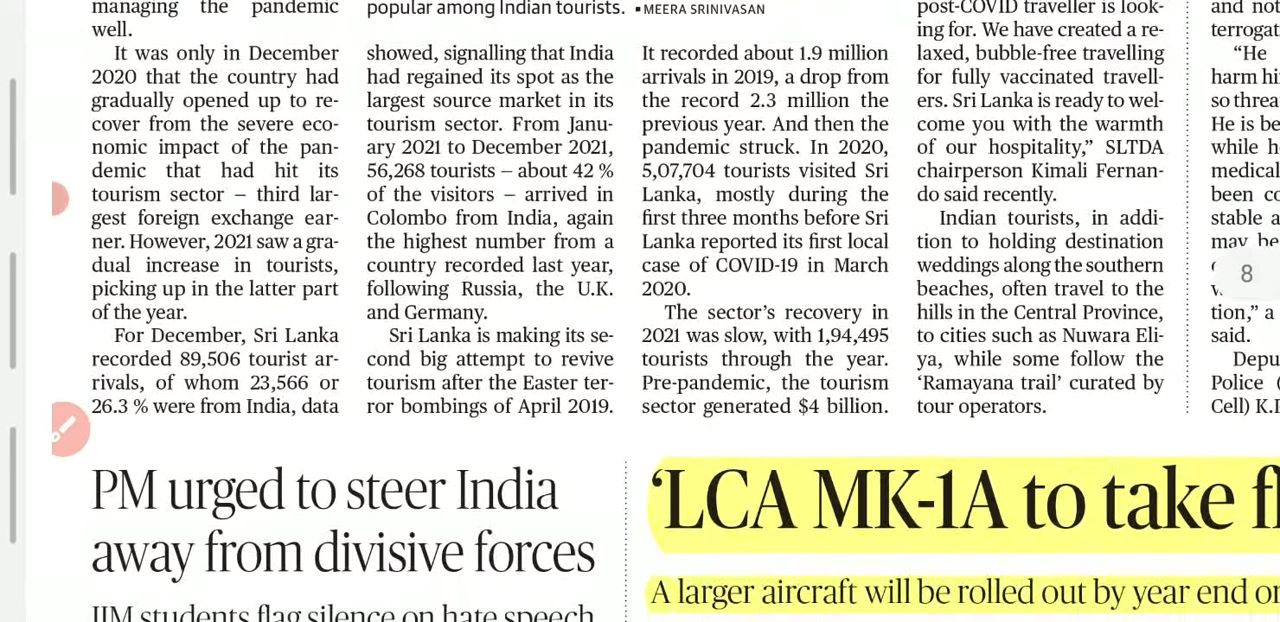 managing the pandemic
well.
It was only in December
2020 that the country had
gradually opened up to re-
cover from the severe eco-
nomic impact of the pan-
demic that had hit its
tourism sector – third lar-
gest foreign exchange ear-
ner. However, 2021 saw a gra-
dual increase in tourists,
picking up in the latter part
of the year.
For December, Sri Lanka
recorded 89,506 tourist ar-
rivals, of whom 23,566 or
26.3 % were from India, data
popular among Indian tourists. ▪ MEERA SRINIVASAN
showed, signalling that India
had regained its spot as the
largest source market in its
tourism sector. From Janu-
ary 2021 to December 2021,
56,268 tourists – about 42 %
of the visitors – arrived in
Colombo from India, again
the highest number from a
country recorded last year,
following Russia, the U.K.
and Germany.
Sri Lanka is making its se-
cond big attempt to revive
tourism after the Easter ter-
ror bombings of April 2019.
It recorded about 1.9 million
arrivals in 2019, a drop from
the record 2.3 million the
previous year. And then the
pandemic struck. In 2020,
5,07,704 tourists visited Sri
Lanka, mostly during the
first three months before Sri
Lanka reported its first local
case of COVID-19 in March
2020.
The sector’s recovery in
2021 was slow, with 1,94,495
tourists through the year.
Pre-pandemic, the tourism
sector generated $4 billion.
post-COVID traveller is look-
ing for. We have created a re-
laxed, bubble-free travelling
for fully vaccinated travell-
ers. Sri Lanka is ready to wel-
come you with the warmth
of our hospitality,” SLTDA
chairperson Kimali Fernan-
do said recently.
Indian tourists, in addi-
tion to holding destination
weddings along the southern
beaches, often travel to the
hills in the Central Province,
to cities such as Nuwara Eli-
ya, while some follow the
‘Ramayana trail’ curated by
tour operators.
and not
terrogat
“He
harm hi
so threa
He is be
while h
medical
been co
stable a
may be
8
tion,” a
said.
Depu
Police (
Cell) K.P
PM urged to steer India
away from divisive forces
IIM students flag silence on hate speech
‘LCA MK-1A to take fl
A larger aircraft will be rolled out by year end or